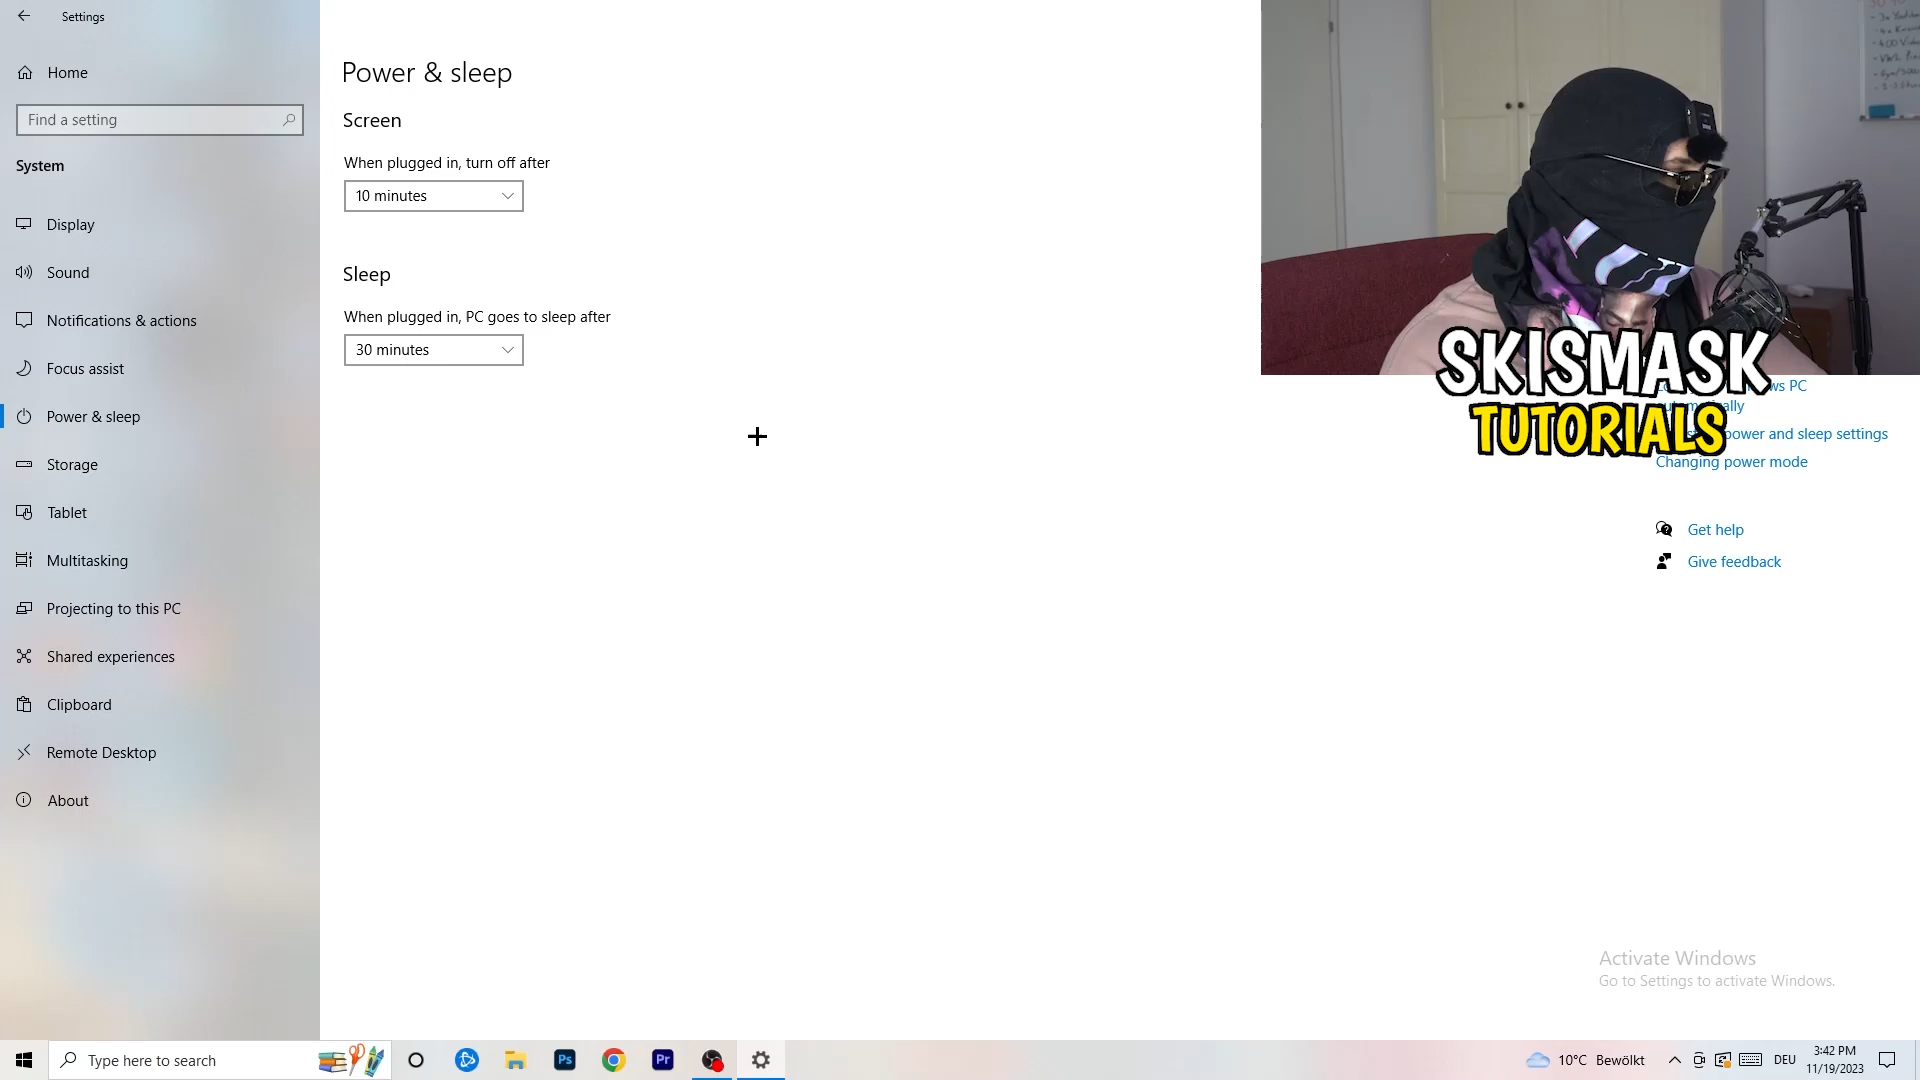 Settings
Home
Find a setting
System
Display
Sound
Notifications & actions
Focus assist
Power & sleep
Storage
Tablet
Multitasking
Projecting to this PC
Shared experiences
Clipboard
Remote Desktop
About
Power & sleep
Screen
When plugged in, turn off after
10 minutes
Sleep
When plugged in, PC goes to sleep after
30 minutes
SKISMASK
TUTORIALS
PC
power and sleep settings
Changing power mode
Get help
Give feedback
Activate Windows
Go to Settings to activate Windows.
Type here to search
Ps
Pr
10°C Bewölkt
DEU
3:42 PM
11/19/2023